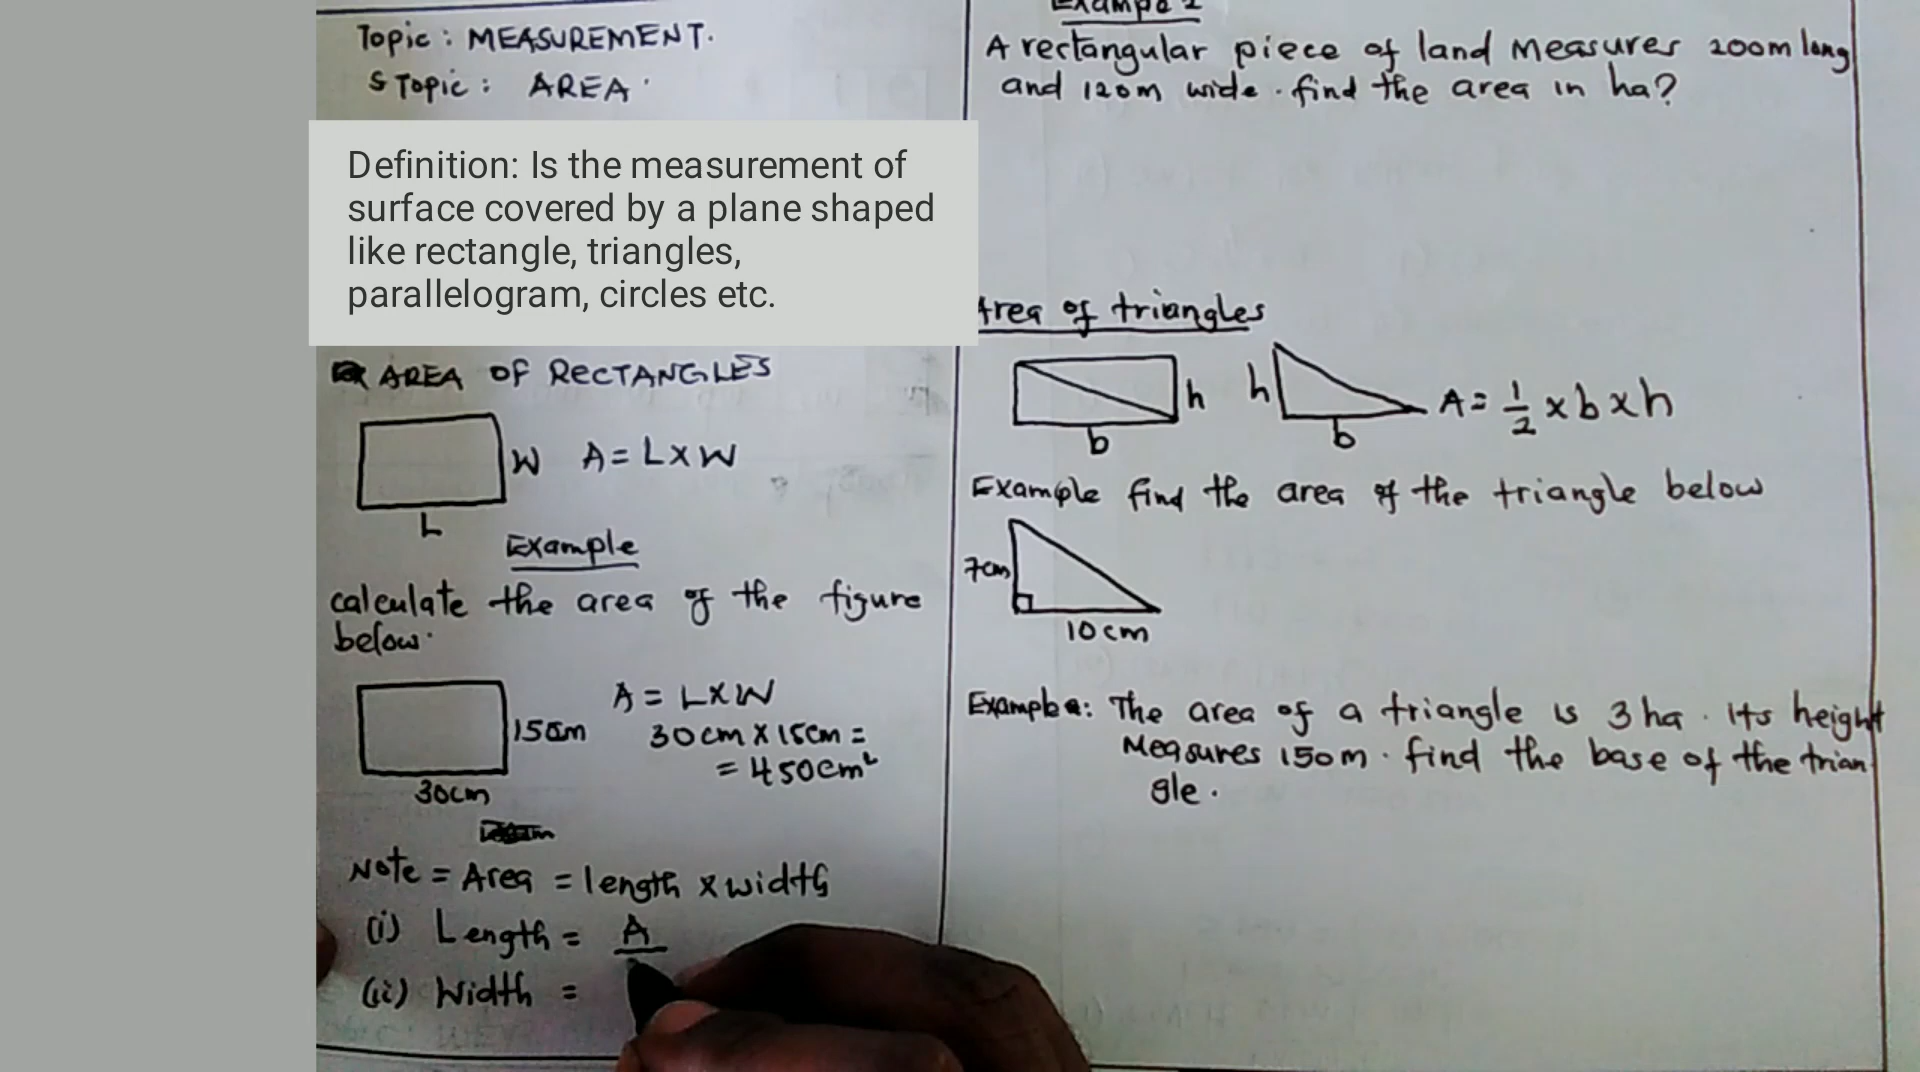 Topic: MEASUREMENT.
S Topic: AREA.
Definition: Is the measurement of
surface covered by a plane shaped
like rectangle, triangles,
parallelogram, circles etc.
AREA OF RECTANGLES
W A = L x W
L
Example
calculate the area of the figure
below.
15cm
30cm
A = L x W
30cm x 15cm =
= 450cm²
Note = Area = length x width
(i) Length = A
(ii) Width =
A rectangular piece of land measures 200m long
and 120m wide. find the area in ha?
Area of triangles
h
b
h
b
A = 1/2 x b x h
Example find the area of the triangle below
7cm
10cm
Example: The area of a triangle is 3 ha. Its height
Measures 150m. find the base of the trian
gle.